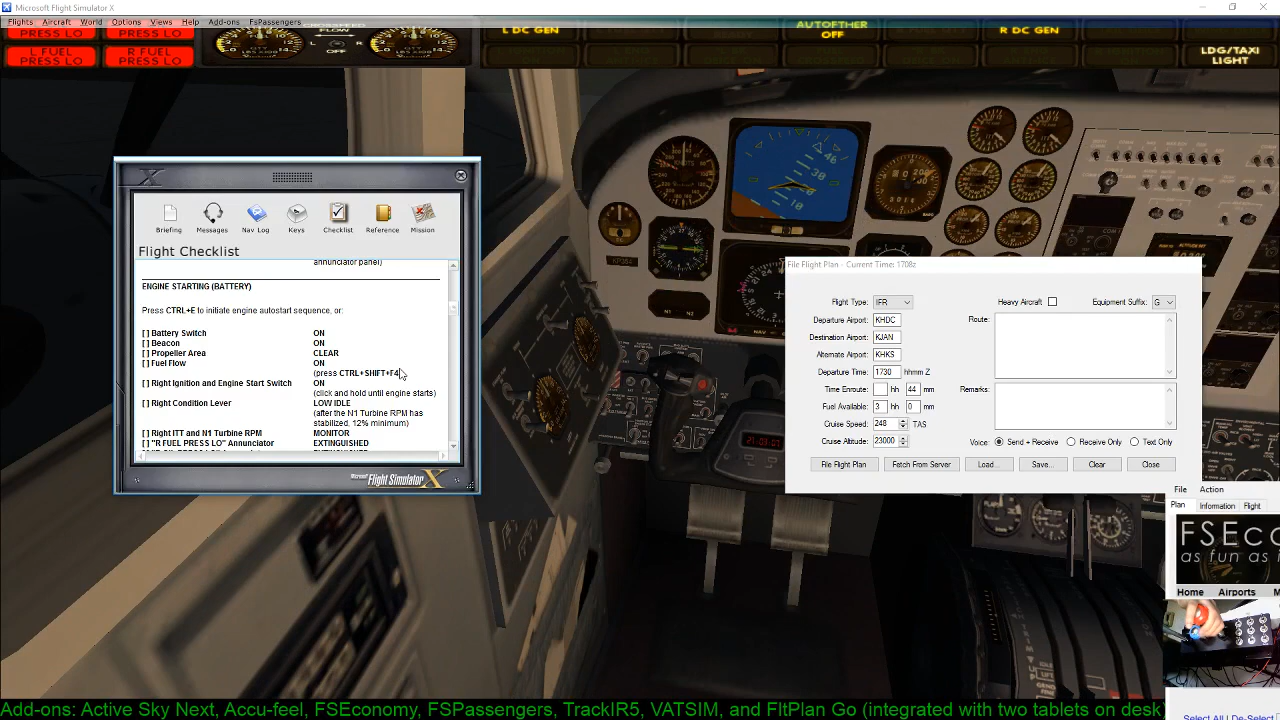 Microsoft Flight Simulator X
Flights Aircraft World Options Views Help Add-ons FsPassengers
PRESS LO PRESS LO
L FUEL PRESS LO
R FUEL PRESS LO
CROSSFEED FLOW
L R
OFF
L DC GEN
AUTOFTHER OFF
R DC GEN
LDG/TAXI LIGHT
Briefing Messages Nav Log Keys Checklist Reference Mission
Flight Checklist
annunciator panel)
ENGINE STARTING (BATTERY)
Press CTRL+E to initiate engine autostart sequence, or:
[ ] Battery Switch ON
[ ] Beacon ON
[ ] Propeller Area CLEAR
[ ] Fuel Flow ON
(press CTRL+SHIFT+F4
[ ] Right Ignition and Engine Start Switch ON
(click and hold until engine starts)
[ ] Right Condition Lever LOW IDLE
(after the N1 Turbine RPM has
stabilized, 12% minimum)
[ ] Right ITT and N1 Turbine RPM MONITOR
[ ] "R FUEL PRESS LO" Annunciator EXTINGUISHED
Microsoft Flight Simulator X
File Flight Plan - Current Time: 1708z
Flight Type: IFR Heavy Aircraft Equipment Suffix: G
Departure Airport: KHDC Route:
Destination Airport: KJAN
Alternate Airport: KHKS
Departure Time: 1730 hhmm Z
Time Enroute: hh 44 mm Remarks:
Fuel Available: 3 hh 0 mm
Cruise Speed: 248 TAS
Cruise Altitude: 23000 Voice: Send + Receive Receive Only Text Only
File Flight Plan Fetch From Server Load... Save... Clear Close
File Action
Plan Information Flight
FSEco
as fun as
Home Airports M
Select All | De-Select
Add-ons: Active Sky Next, Accu-feel, FSEconomy, FSPassengers, TrackIR5, VATSIM, and FltPlan Go (integrated with two tablets on desk)